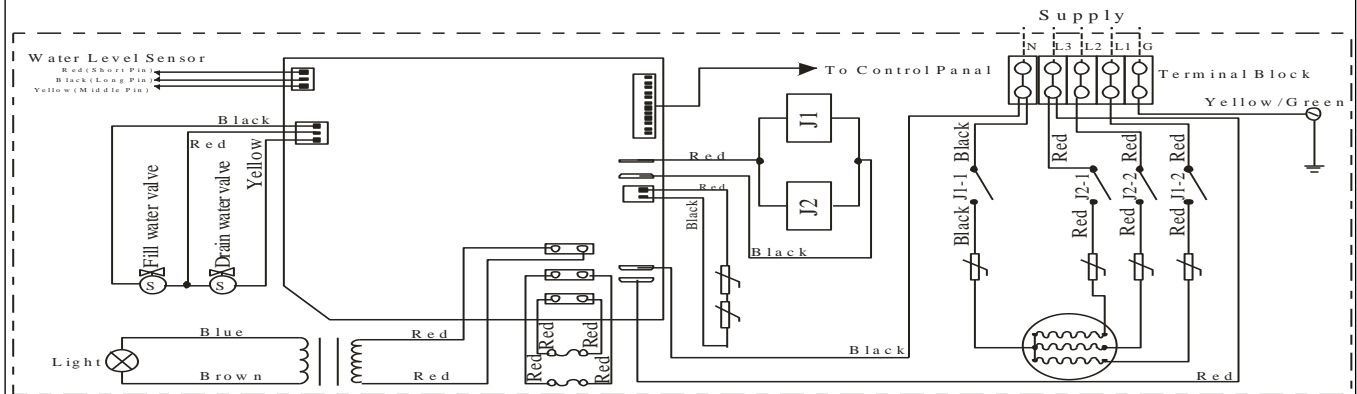 Supply
N L3 L2 L1 G
Water Level Sensor
Red(Short Pin)
Black(Long Pin)
Yellow(Middle Pin)
To Control Panal
Terminal Block
Yellow/Green
Black
Red
Yellow
Fill water valve
Drain water valve
S
S
Red
J1
J2
Red
Black
Black
Black
J1-1
Black
Red
J2-1
Red
Red
J2-2
Red
Red
J1-2
Red
Light
Blue
Brown
Red
Red
Red
Red
Red
Red
Black
Red